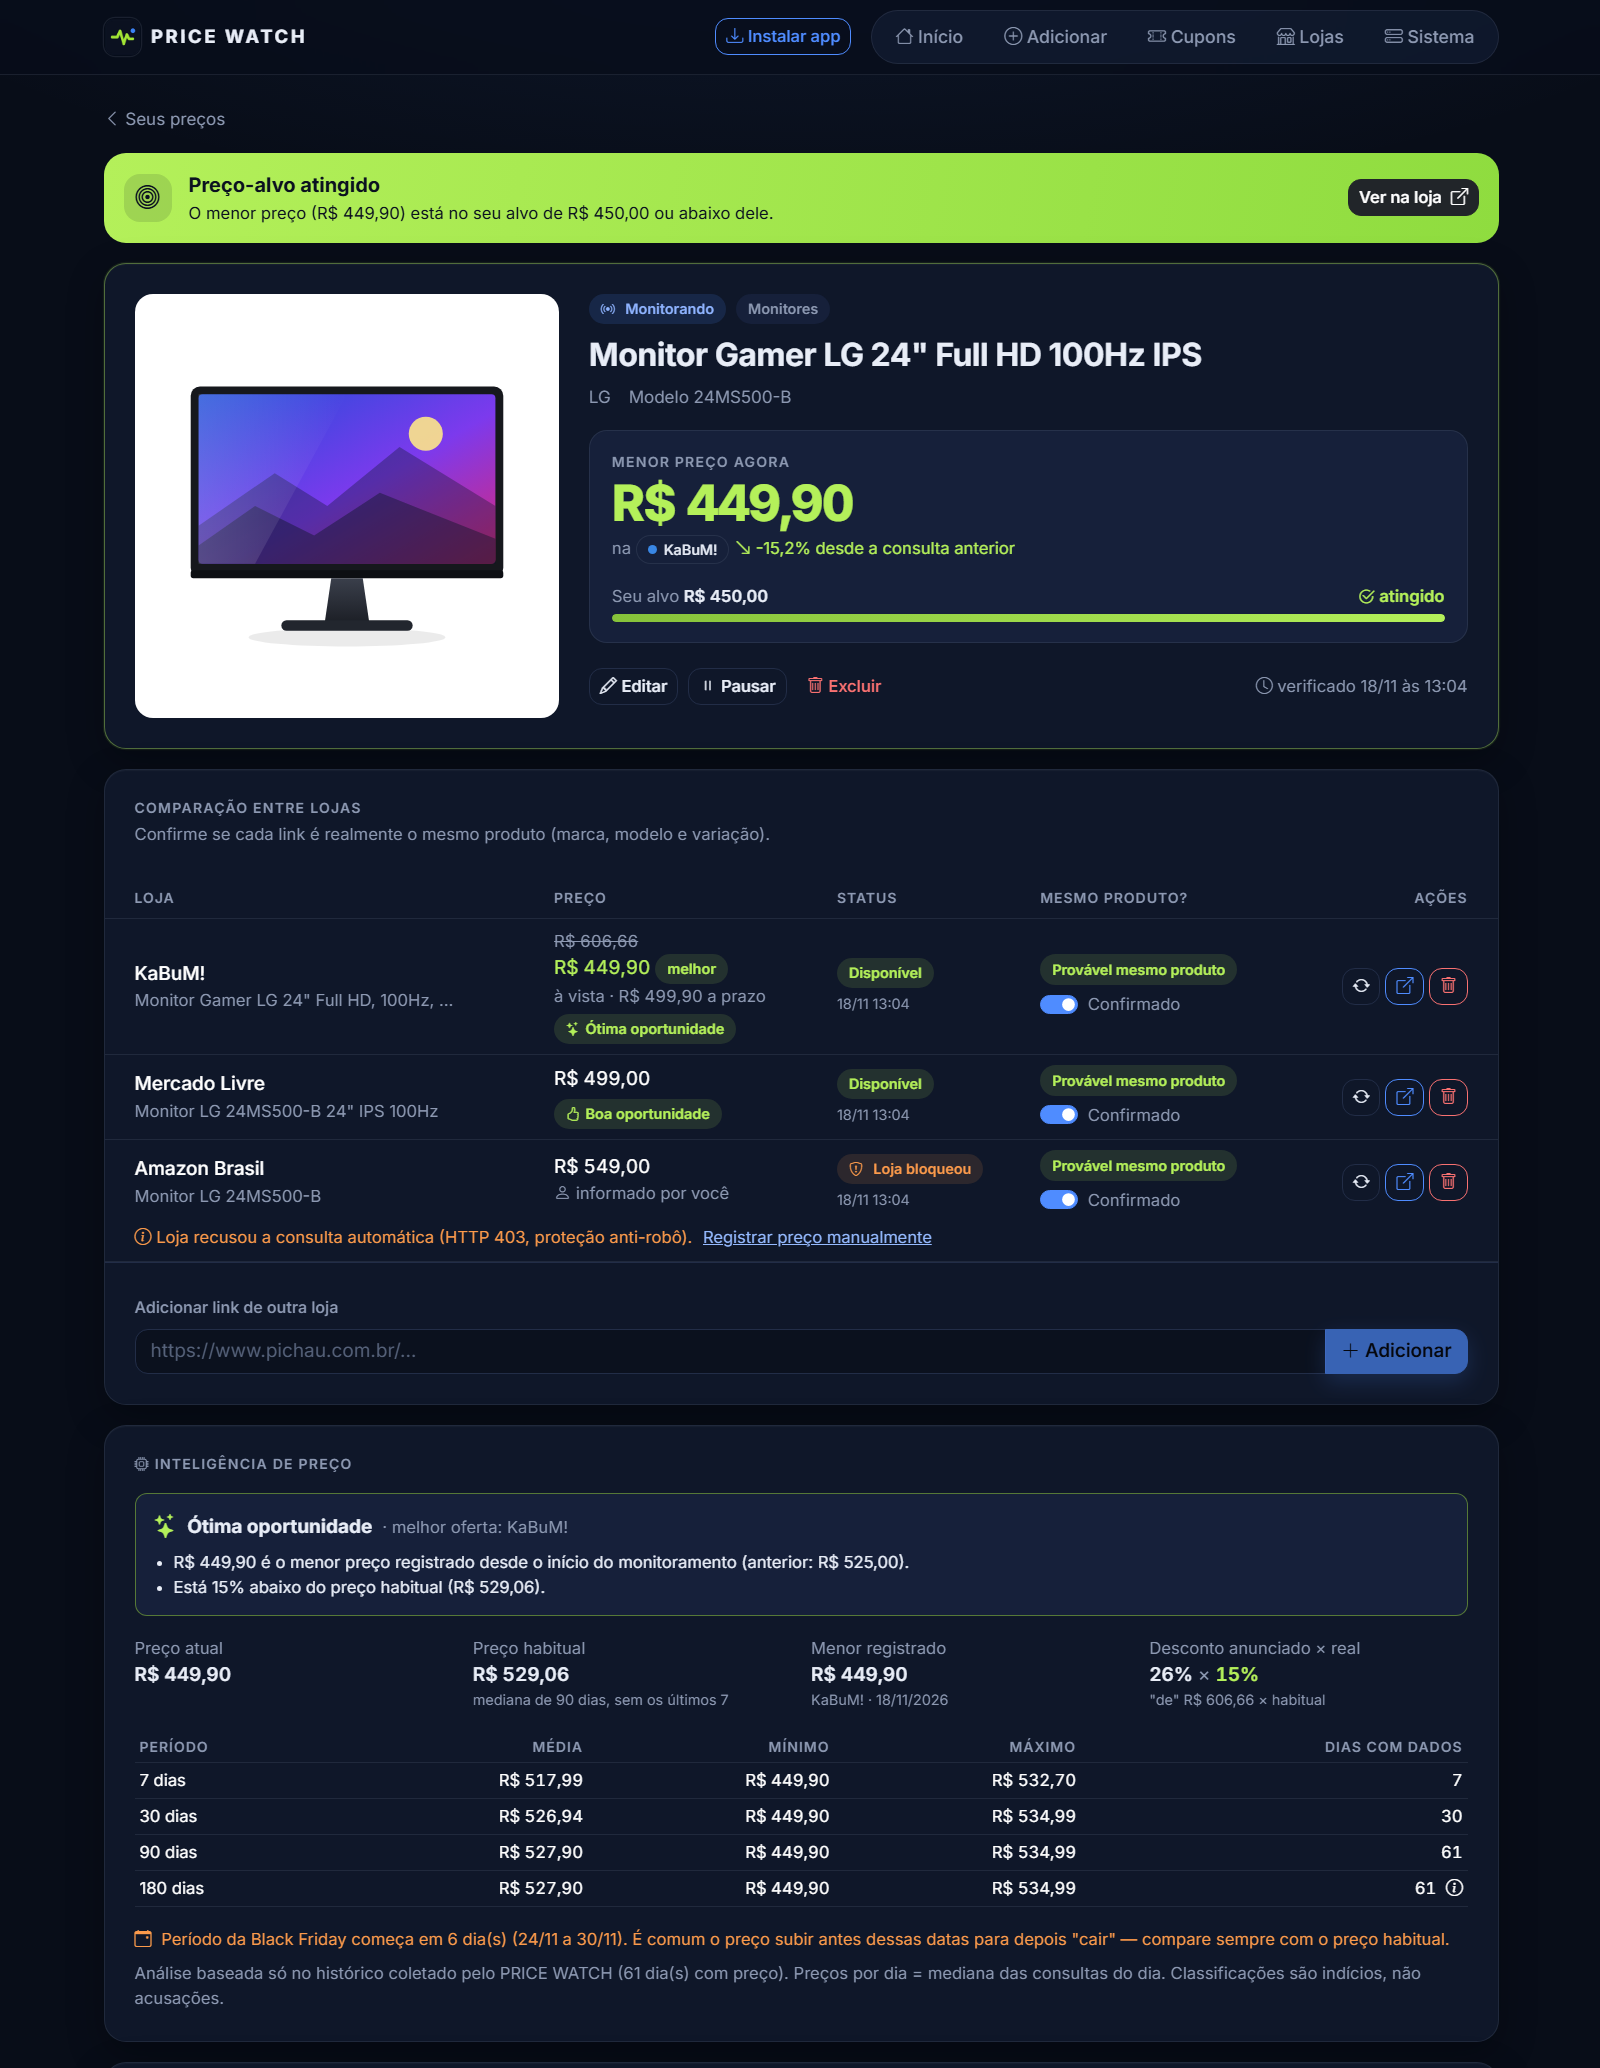 PRICE WATCH
Instalar app
Início
Adicionar
Cupons
Lojas
Sistema
Seus preços
Preço-alvo atingido
O menor preço (R$ 449,90) está no seu alvo de R$ 450,00 ou abaixo dele.
Ver na loja
Monitorando
Monitores
Monitor Gamer LG 24" Full HD 100Hz IPS
LG Modelo 24MS500-B
MENOR PREÇO AGORA
R$ 449,90
na KaBuM! -15,2% desde a consulta anterior
Seu alvo R$ 450,00
atingido
Editar
Pausar
Excluir
verificado 18/11 às 13:04
COMPARAÇÃO ENTRE LOJAS
Confirme se cada link é realmente o mesmo produto (marca, modelo e variação).
LOJA PREÇO STATUS MESMO PRODUTO? AÇÕES
KaBuM!
Monitor Gamer LG 24" Full HD, 100Hz, ...
R$ 606,66
R$ 449,90 melhor
à vista · R$ 499,90 a prazo
Ótima oportunidade
Disponível
18/11 13:04
Provável mesmo produto
Confirmado
Mercado Livre
Monitor LG 24MS500-B 24" IPS 100Hz
R$ 499,00
Boa oportunidade
Disponível
18/11 13:04
Provável mesmo produto
Confirmado
Amazon Brasil
Monitor LG 24MS500-B
R$ 549,00
informado por você
Loja bloqueou
18/11 13:04
Provável mesmo produto
Confirmado
Loja recusou a consulta automática (HTTP 403, proteção anti-robô). Registrar preço manualmente
Adicionar link de outra loja
https://www.pichau.com.br/...
Adicionar
INTELIGÊNCIA DE PREÇO
Ótima oportunidade · melhor oferta: KaBuM!
• R$ 449,90 é o menor preço registrado desde o início do monitoramento (anterior: R$ 525,00).
• Está 15% abaixo do preço habitual (R$ 529,06).
Preço atual
R$ 449,90
Preço habitual
R$ 529,06
mediana de 90 dias, sem os últimos 7
Menor registrado
R$ 449,90
KaBuM! · 18/11/2026
Desconto anunciado × real
26% × 15%
"de" R$ 606,66 × habitual
PERÍODO MÉDIA MÍNIMO MÁXIMO DIAS COM DADOS
7 dias R$ 517,99 R$ 449,90 R$ 532,70 7
30 dias R$ 526,94 R$ 449,90 R$ 534,99 30
90 dias R$ 527,90 R$ 449,90 R$ 534,99 61
180 dias R$ 527,90 R$ 449,90 R$ 534,99 61
Período da Black Friday começa em 6 dia(s) (24/11 a 30/11). É comum o preço subir antes dessas datas para depois "cair" — compare sempre com o preço habitual.
Análise baseada só no histórico coletado pelo PRICE WATCH (61 dia(s) com preço). Preços por dia = mediana das consultas do dia. Classificações são indícios, não
acusações.